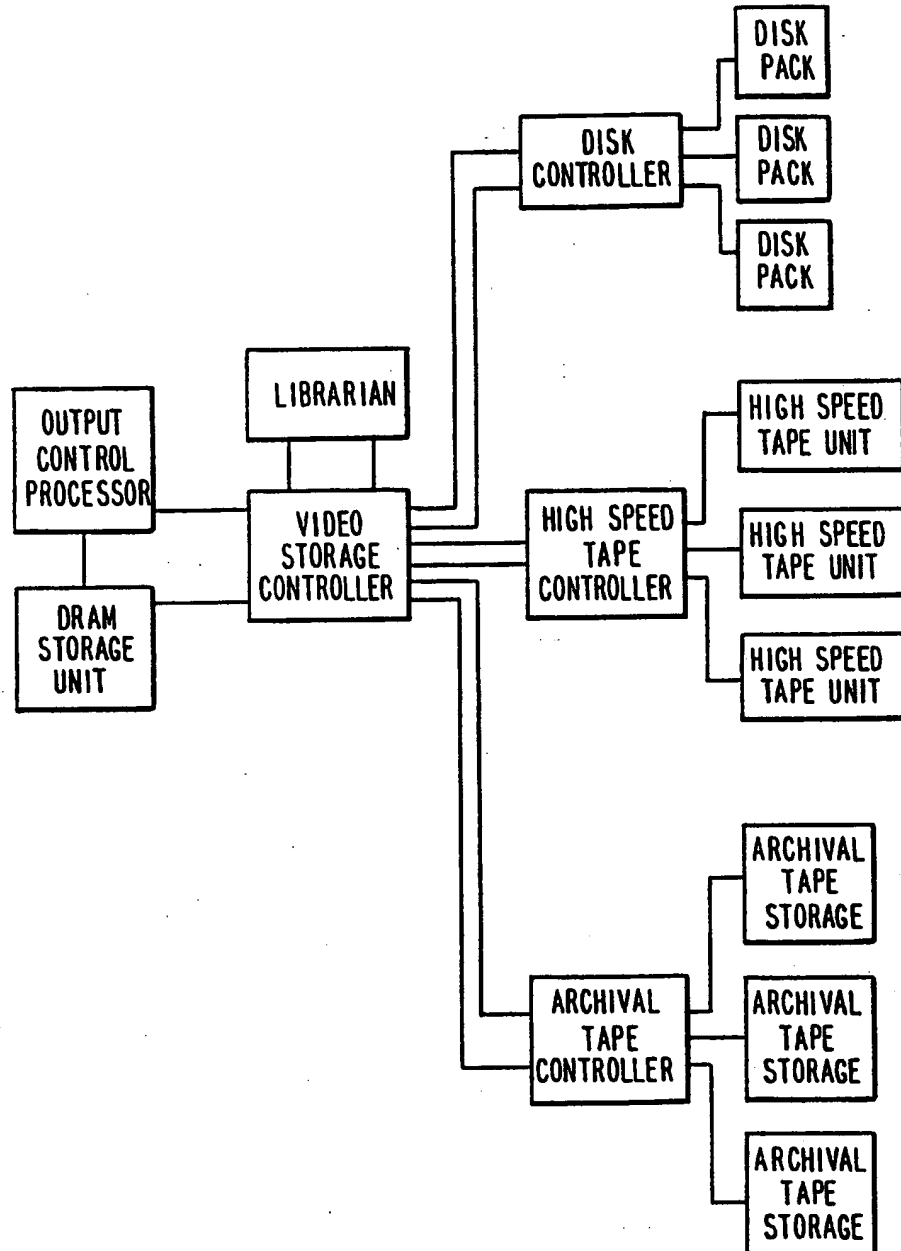 DISK
PACK
DISK
CONTROLLER
DISK
PACK
DISK
PACK
LIBRARIAN
OUTPUT
CONTROL
PROCESSOR
VIDEO
STORAGE
CONTROLLER
DRAM
STORAGE
UNIT
HIGH SPEED
TAPE
CONTROLLER
HIGH SPEED
TAPE UNIT
HIGH SPEED
TAPE UNIT
HIGH SPEED
TAPE UNIT
ARCHIVAL
TAPE
CONTROLLER
ARCHIVAL
TAPE
STORAGE
ARCHIVAL
TAPE
STORAGE
ARCHIVAL
TAPE
STORAGE